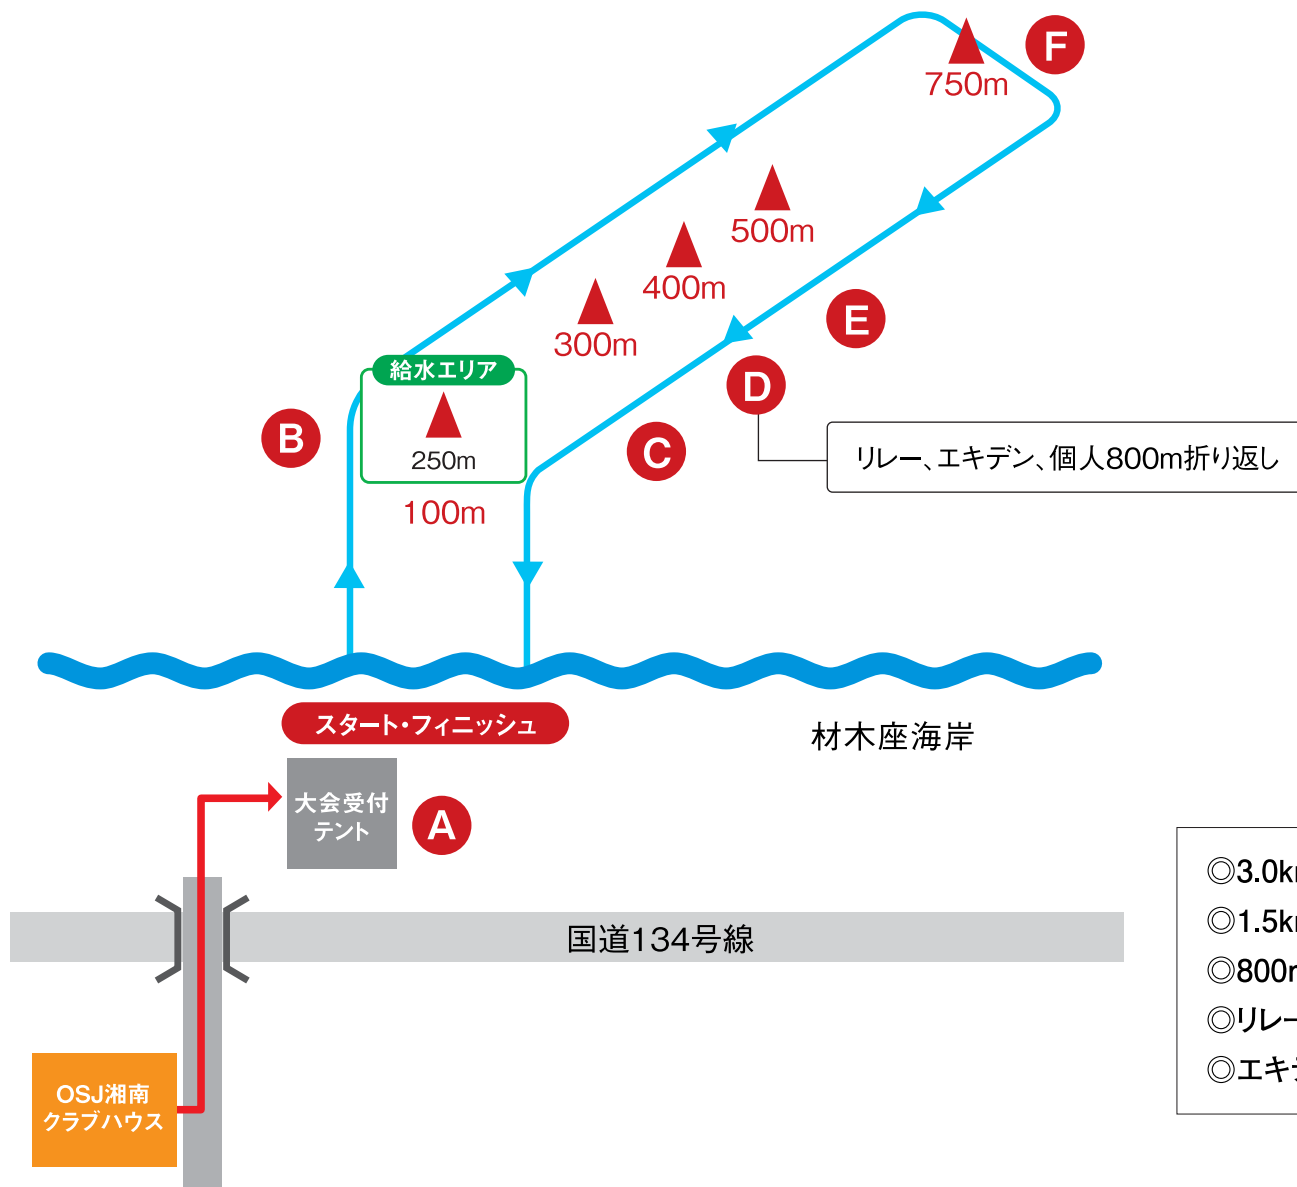 F
750m
500m
400m
E
300m
給水エリア
D
B
C
250m
リレー、エキデン、個人800m折り返し
100m
スタート・フィニッシュ
材木座海岸
大会受付
テント
A
◎3.0k
◎1.5k
国道134号線
◎800
◎リレー
◎エキ
OSJ湘南
クラブハウス